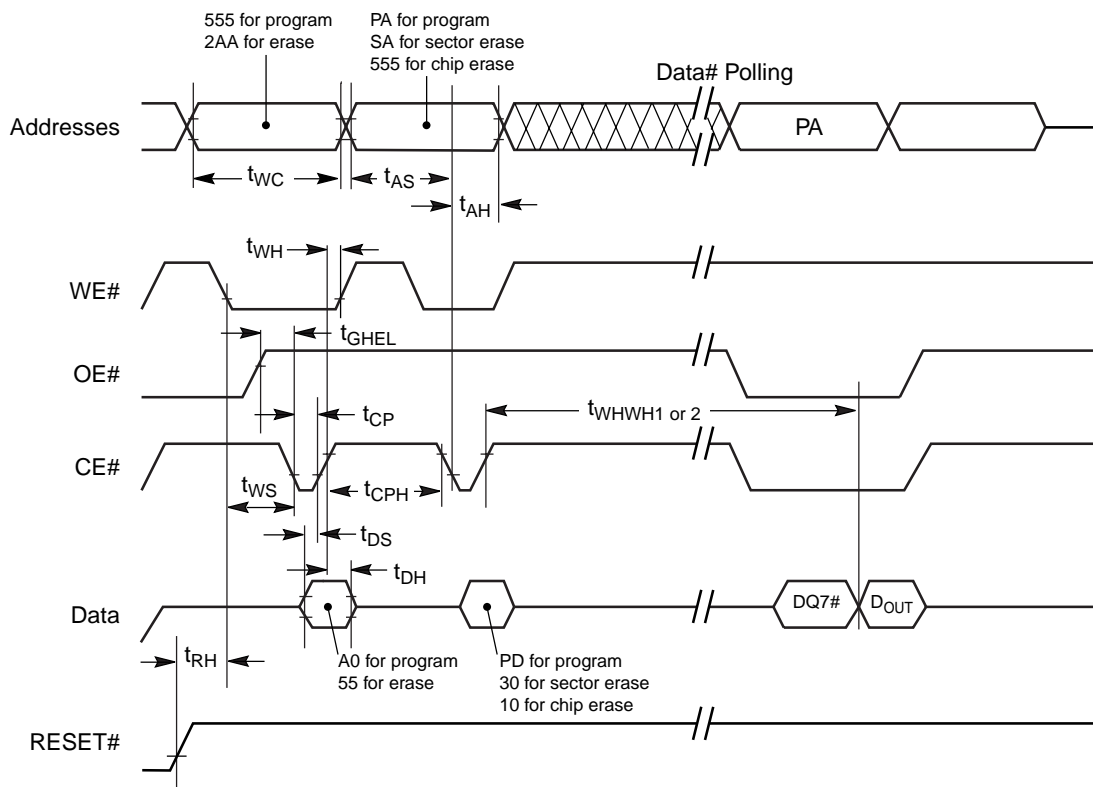 555 for program
2AA for erase
PA for program
SA for sector erase
555 for chip erase
Data# Polling
Addresses
PA
tWC
tAS
tAH
tWH
WE#
tGHEL
OE#
tWHWH1 or 2
tCP
CE#
tWS
tCPH
tDS
tDH
Data
DQ7#
DOUT
tRH
A0 for program
55 for erase
PD for program
30 for sector erase
10 for chip erase
RESET#